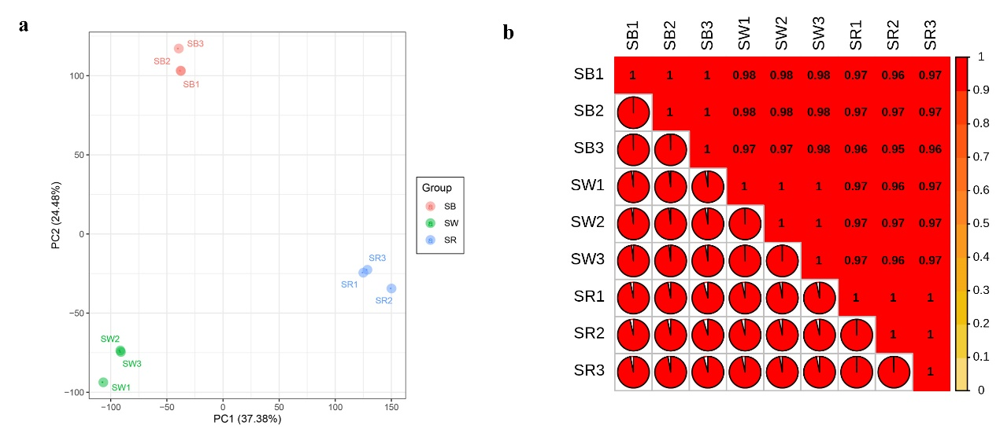 a
SB3
SB2
SB1
SR3
SR1
SR2
SW2
SW3
SW1
100
50
0
−50
−100
−100
−50
0
50
100
150
PC2 (24.48%)
PC1 (37.38%)
Group
a SB
a SW
a SR
b
SB1 SB2 SB3 SW1 SW2 SW3 SR1 SR2 SR3
SB1 1 1 1 0.98 0.98 0.98 0.97 0.96 0.97
SB2 1 1 0.98 0.98 0.98 0.97 0.97 0.97
SB3 1 0.97 0.97 0.98 0.96 0.95 0.96
SW1 1 1 1 0.97 0.96 0.97
SW2 1 1 0.97 0.97 0.97
SW3 1 0.97 0.96 0.97
SR1 1 1 1
SR2 1 1
SR3 1
1
0.9
0.8
0.7
0.6
0.5
0.4
0.3
0.2
0.1
0